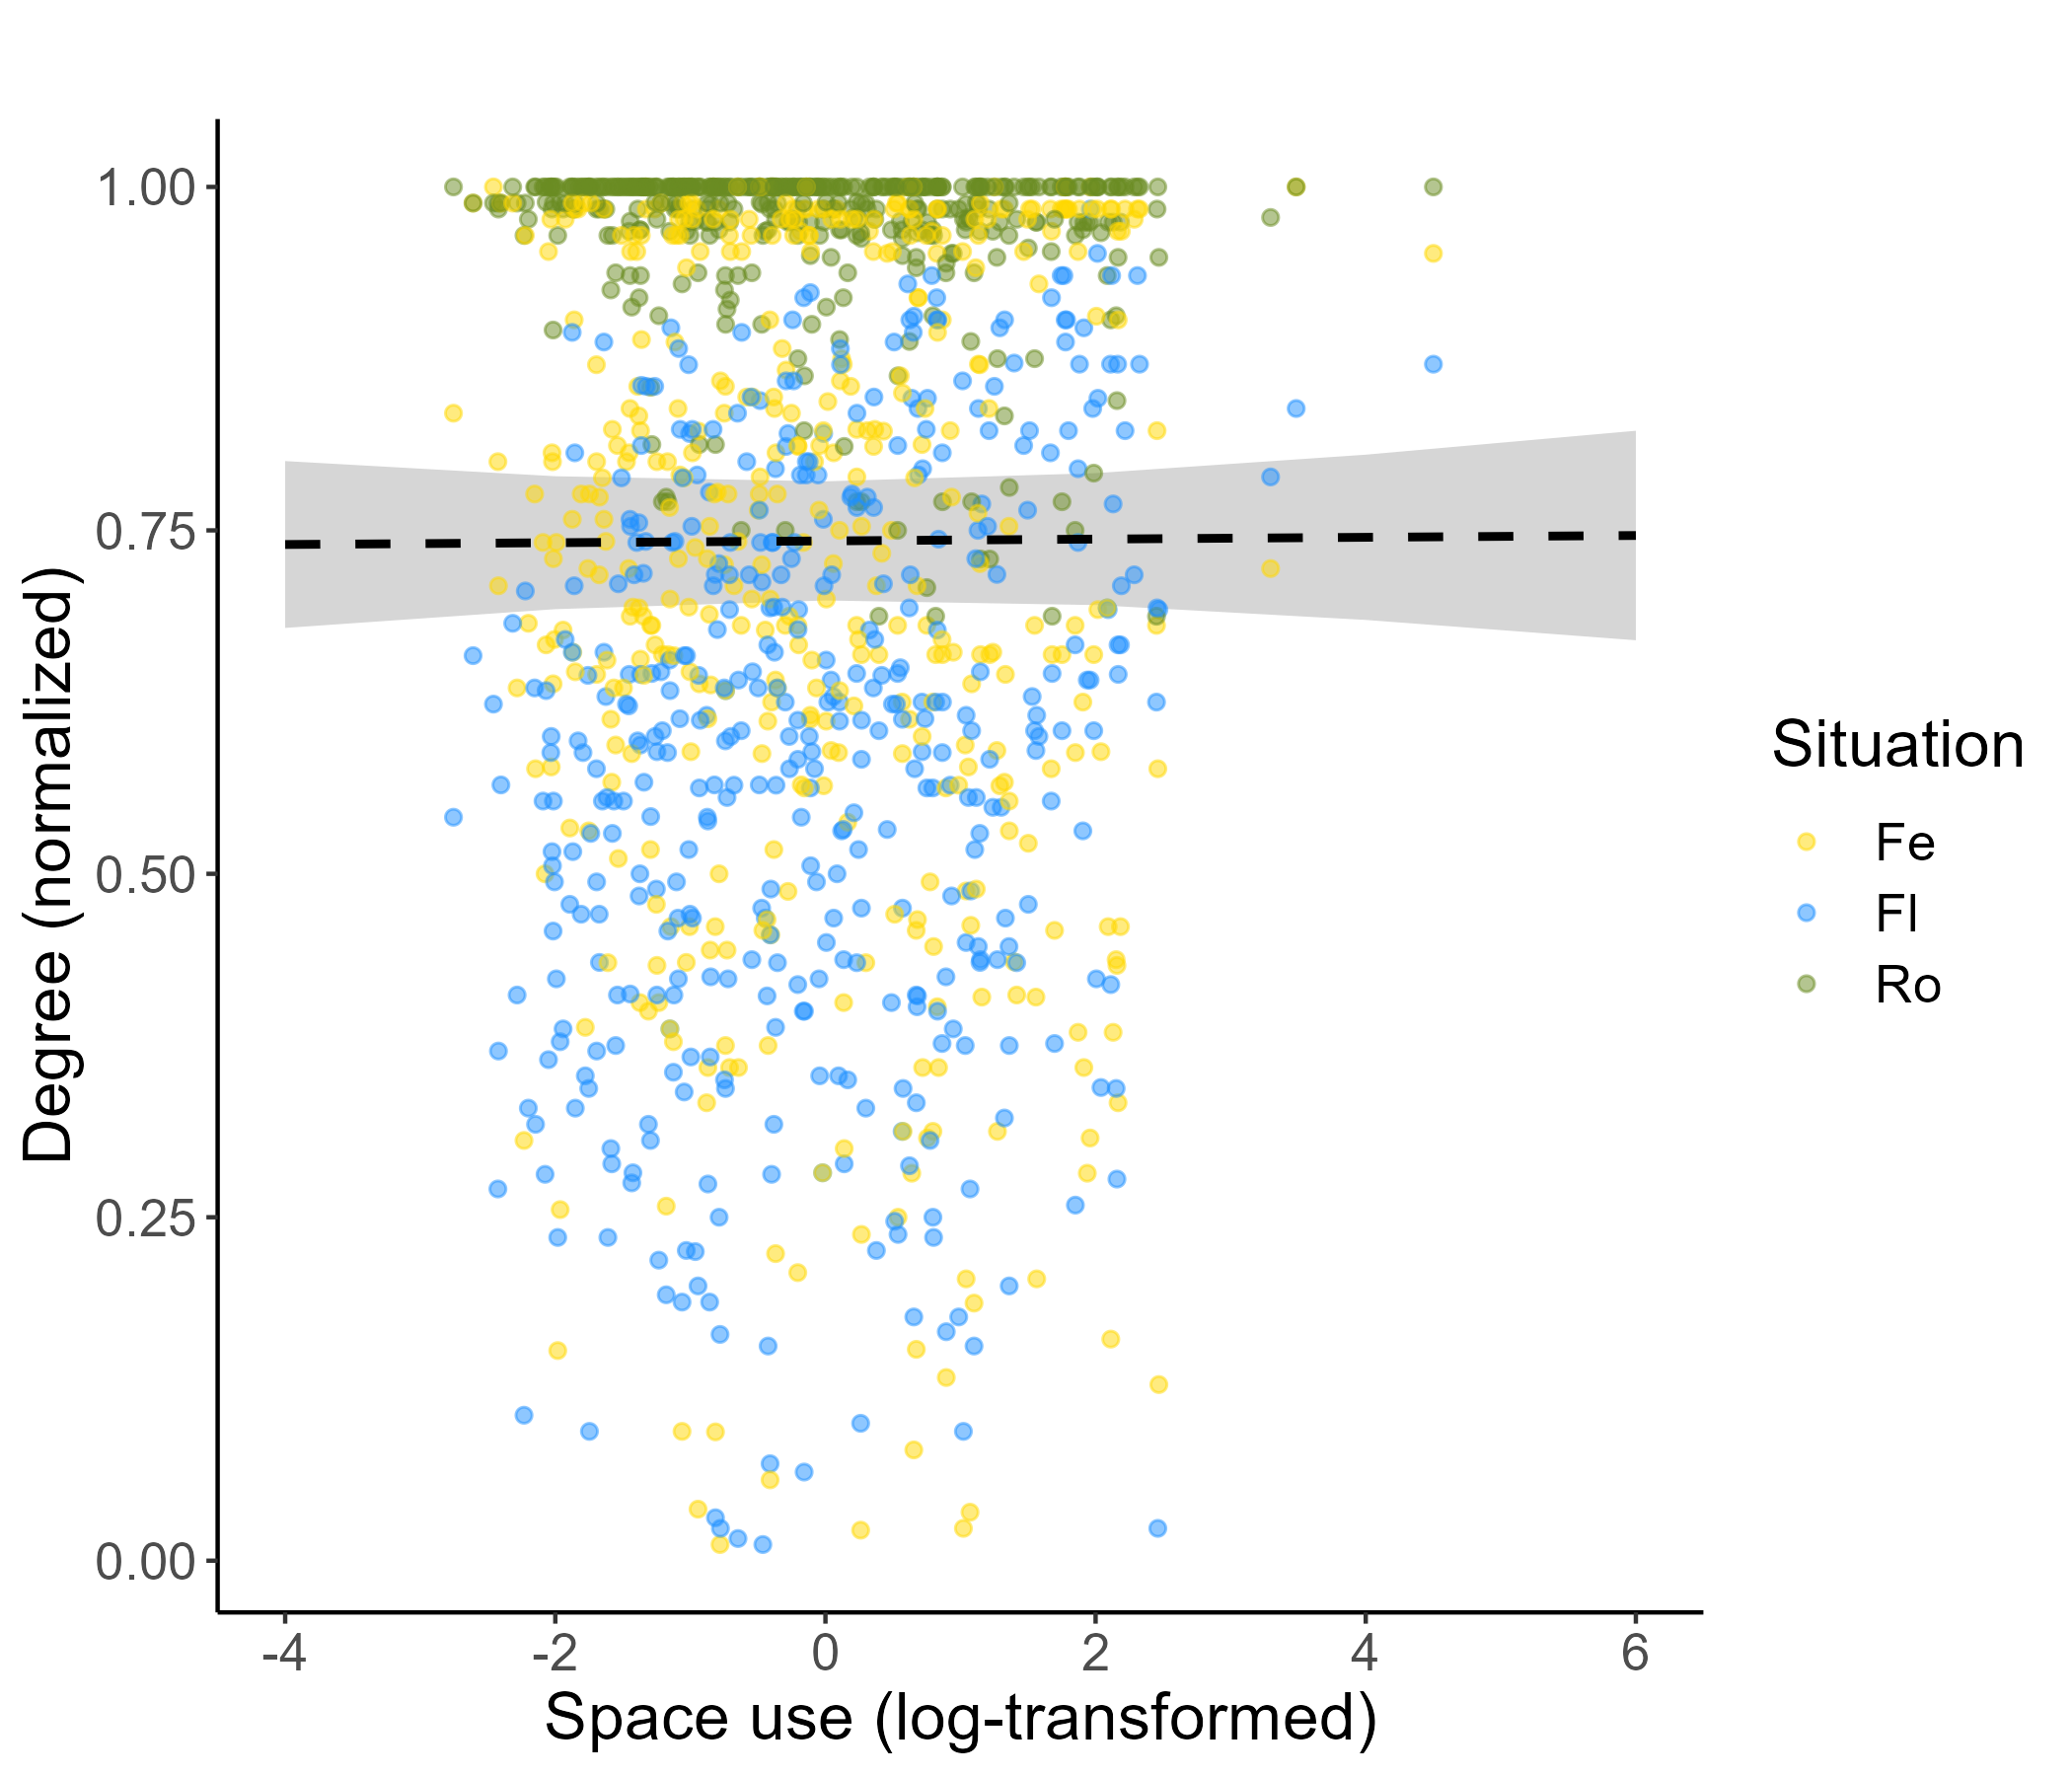 1.00
0.75
0.50
0.25
0.00
Degree (normalized)
-4 -2 0 2 4 6
Space use (log-transformed)
Situation
Fe
Fl
Ro